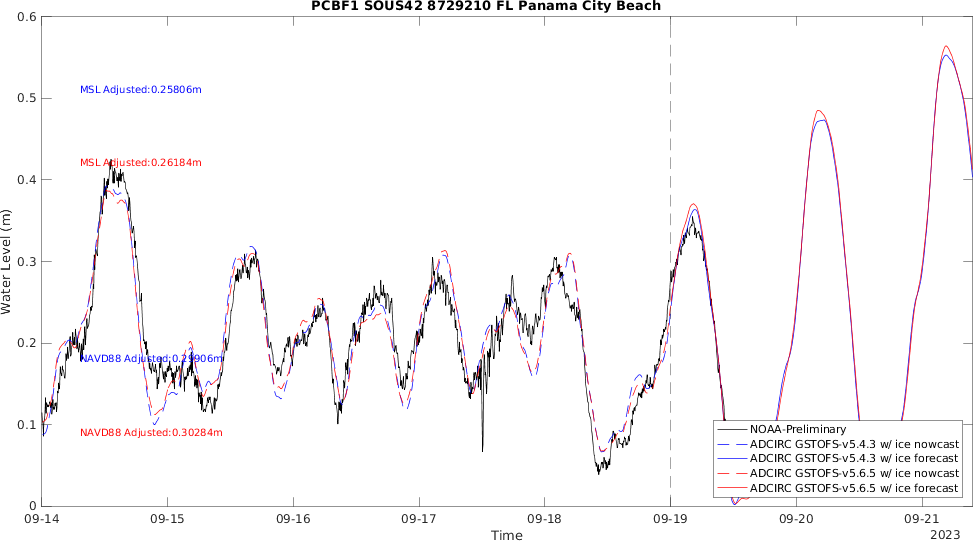 PCBF1 SOUS42 8729210 FL Panama City Beach
0.6
0.5
0.4
0.3
0.2
0.1
0
Water Level (m)
MSL Adjusted:0.25806m
MSL Adjusted:0.26184m
NAVD88 Adjusted:0.29906m
NAVD88 Adjusted:0.30284m
NOAA-Preliminary
ADCIRC GSTOFS-v5.4.3 w/ ice nowcast
ADCIRC GSTOFS-v5.4.3 w/ ice forecast
ADCIRC GSTOFS-v5.6.5 w/ ice nowcast
ADCIRC GSTOFS-v5.6.5 w/ ice forecast
09-14 09-15 09-16 09-17 09-18 09-19 09-20 09-21
2023
Time